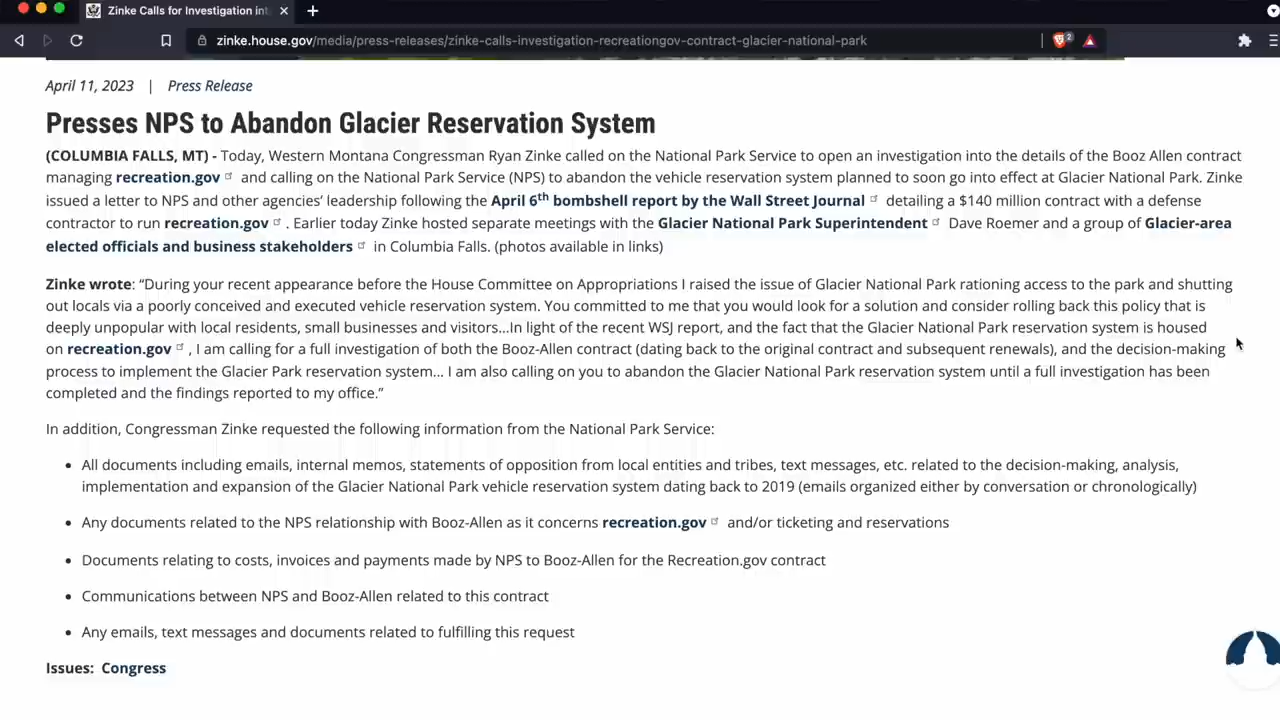 Zinke Calls for Investigation int
zinke.house.gov/media/press-releases/zinke-calls-investigation-recreationgov-contract-glacier-national-park
2
April 11, 2023 | Press Release
Presses NPS to Abandon Glacier Reservation System
(COLUMBIA FALLS, MT) - Today, Western Montana Congressman Ryan Zinke called on the National Park Service to open an investigation into the details of the Booz Allen contract
managing recreation.gov and calling on the National Park Service (NPS) to abandon the vehicle reservation system planned to soon go into effect at Glacier National Park. Zinke
issued a letter to NPS and other agencies’ leadership following the April 6th bombshell report by the Wall Street Journal detailing a $140 million contract with a defense
contractor to run recreation.gov . Earlier today Zinke hosted separate meetings with the Glacier National Park Superintendent Dave Roemer and a group of Glacier-area
elected officials and business stakeholders in Columbia Falls. (photos available in links)
Zinke wrote: “During your recent appearance before the House Committee on Appropriations I raised the issue of Glacier National Park rationing access to the park and shutting
out locals via a poorly conceived and executed vehicle reservation system. You committed to me that you would look for a solution and consider rolling back this policy that is
deeply unpopular with local residents, small businesses and visitors...In light of the recent WSJ report, and the fact that the Glacier National Park reservation system is housed
on recreation.gov , I am calling for a full investigation of both the Booz-Allen contract (dating back to the original contract and subsequent renewals), and the decision-making
process to implement the Glacier Park reservation system... I am also calling on you to abandon the Glacier National Park reservation system until a full investigation has been
completed and the findings reported to my office.”
In addition, Congressman Zinke requested the following information from the National Park Service:
• All documents including emails, internal memos, statements of opposition from local entities and tribes, text messages, etc. related to the decision-making, analysis,
implementation and expansion of the Glacier National Park vehicle reservation system dating back to 2019 (emails organized either by conversation or chronologically)
• Any documents related to the NPS relationship with Booz-Allen as it concerns recreation.gov and/or ticketing and reservations
• Documents relating to costs, invoices and payments made by NPS to Booz-Allen for the Recreation.gov contract
• Communications between NPS and Booz-Allen related to this contract
• Any emails, text messages and documents related to fulfilling this request
Issues: Congress